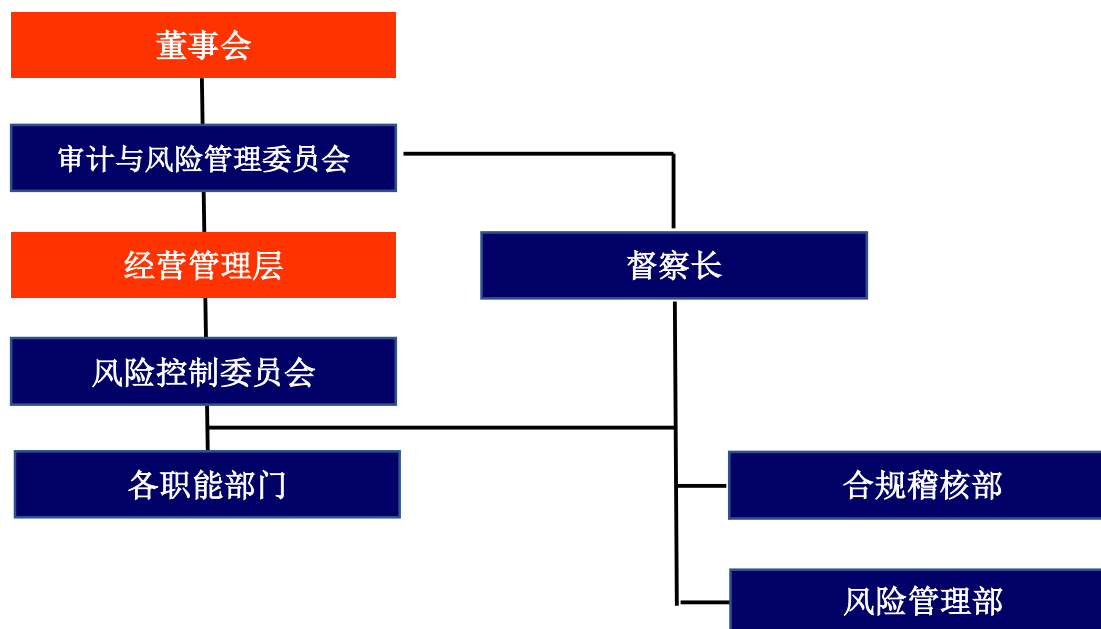 董事会
审计与风险管理委员会
经营管理层
督察长
风险控制委员会
各职能部门
合规稽核部
风险管理部